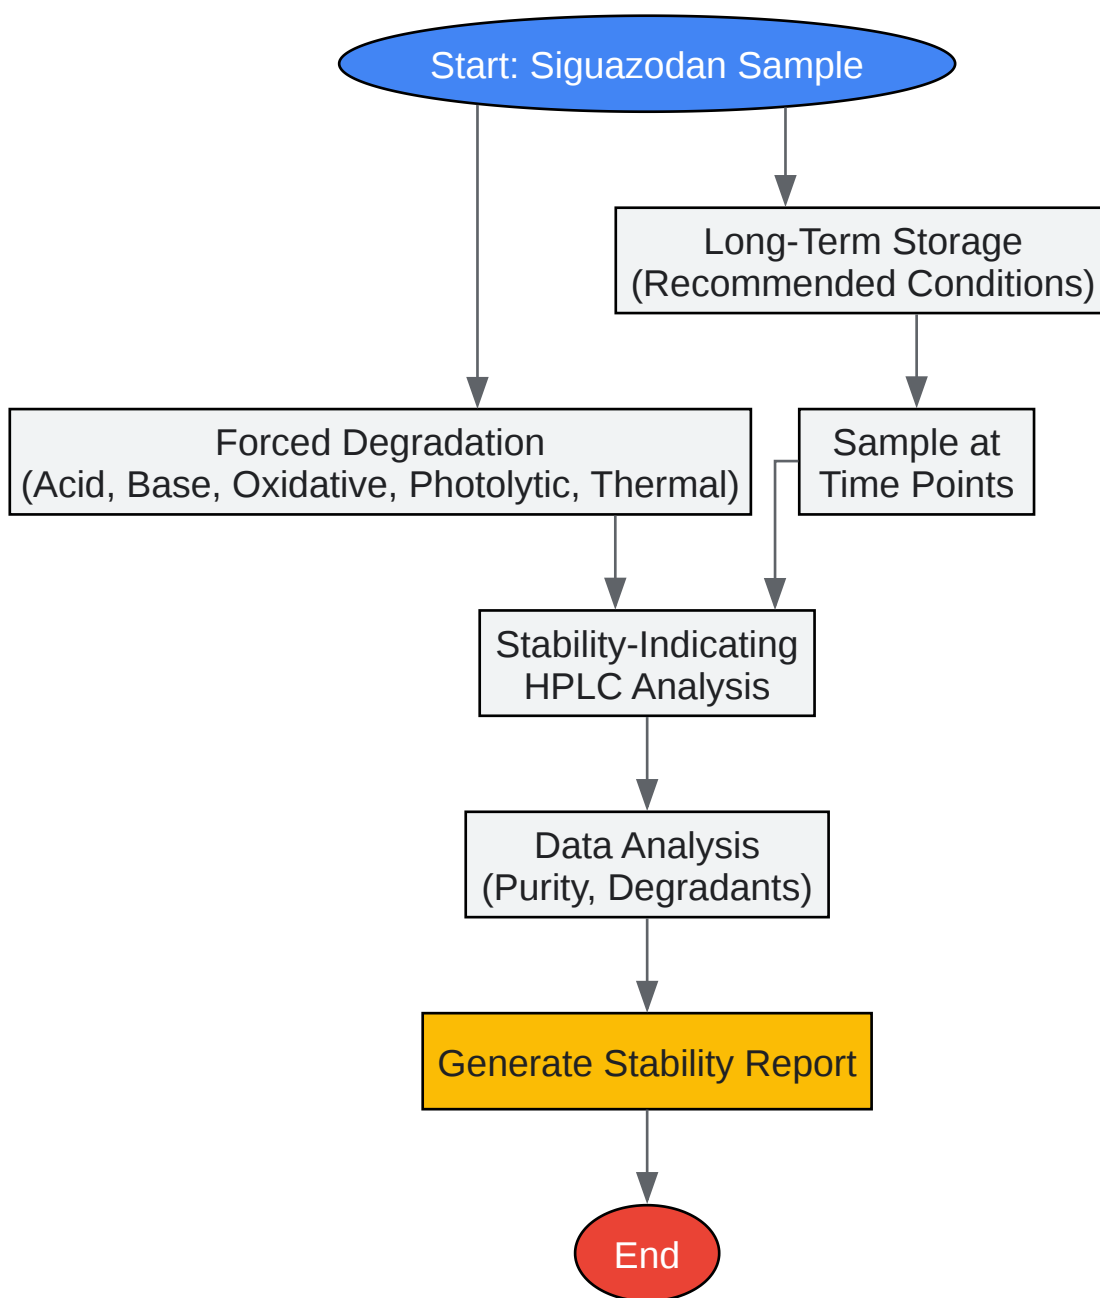 Start: Siguazodan Sample
Long-Term Storage
(Recommended Conditions)
Forced Degradation
(Acid, Base, Oxidative, Photolytic, Thermal)
Sample at
Time Points
Stability-Indicating
HPLC Analysis
Data Analysis
(Purity, Degradants)
Generate Stability Report
End